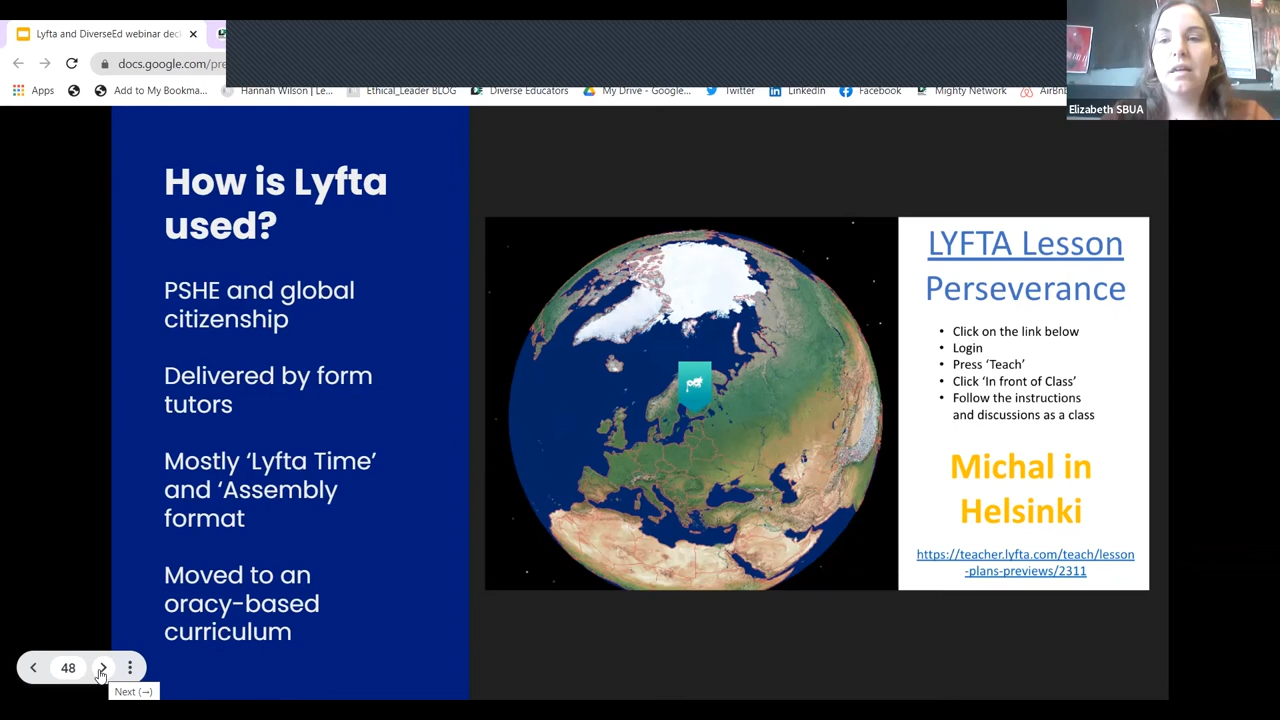 Lyfta and DiverseEd webinar dec
docs.google.com/pre
Apps
Add to My Bookma...
Hannah Wilson | Le...
Ethical_Leader BLOG
Diverse Educators
My Drive - Google...
Twitter
LinkedIn
Facebook
Mighty Network
AirBnb
Elizabeth SBUA
How is Lyfta
used?
PSHE and global
citizenship
Delivered by form
tutors
Mostly ‘Lyfta Time’
and ‘Assembly
format
Moved to an
oracy-based
curriculum
LYFTA Lesson
Perseverance
• Click on the link below
• Login
• Press ‘Teach’
• Click ‘In front of Class’
• Follow the instructions
and discussions as a class
Michal in
Helsinki
https://teacher.lyfta.com/teach/lesson
-plans-previews/2311
48
Next (→)